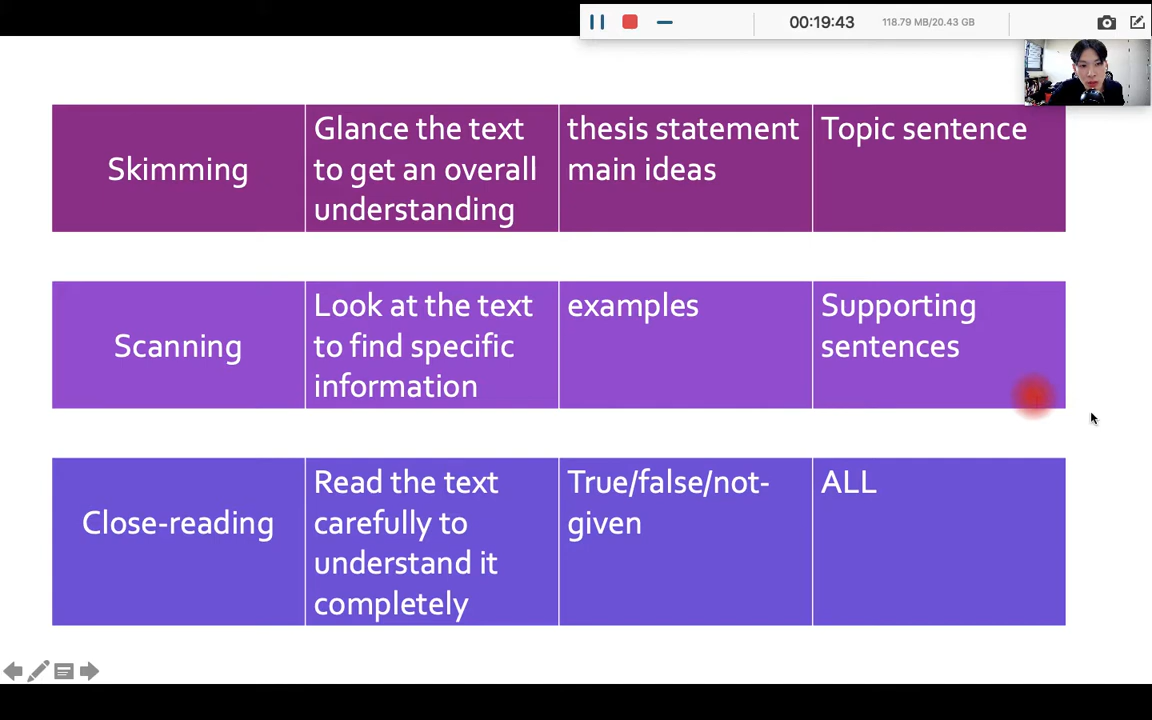 00:19:43
118.79 MB/20.43 GB
Skimming
Glance the text
to get an overall
understanding
thesis statement
main ideas
Topic sentence
Scanning
Look at the text
to find specific
information
examples
Supporting
sentences
Close-reading
Read the text
carefully to
understand it
completely
True/false/not-
given
ALL